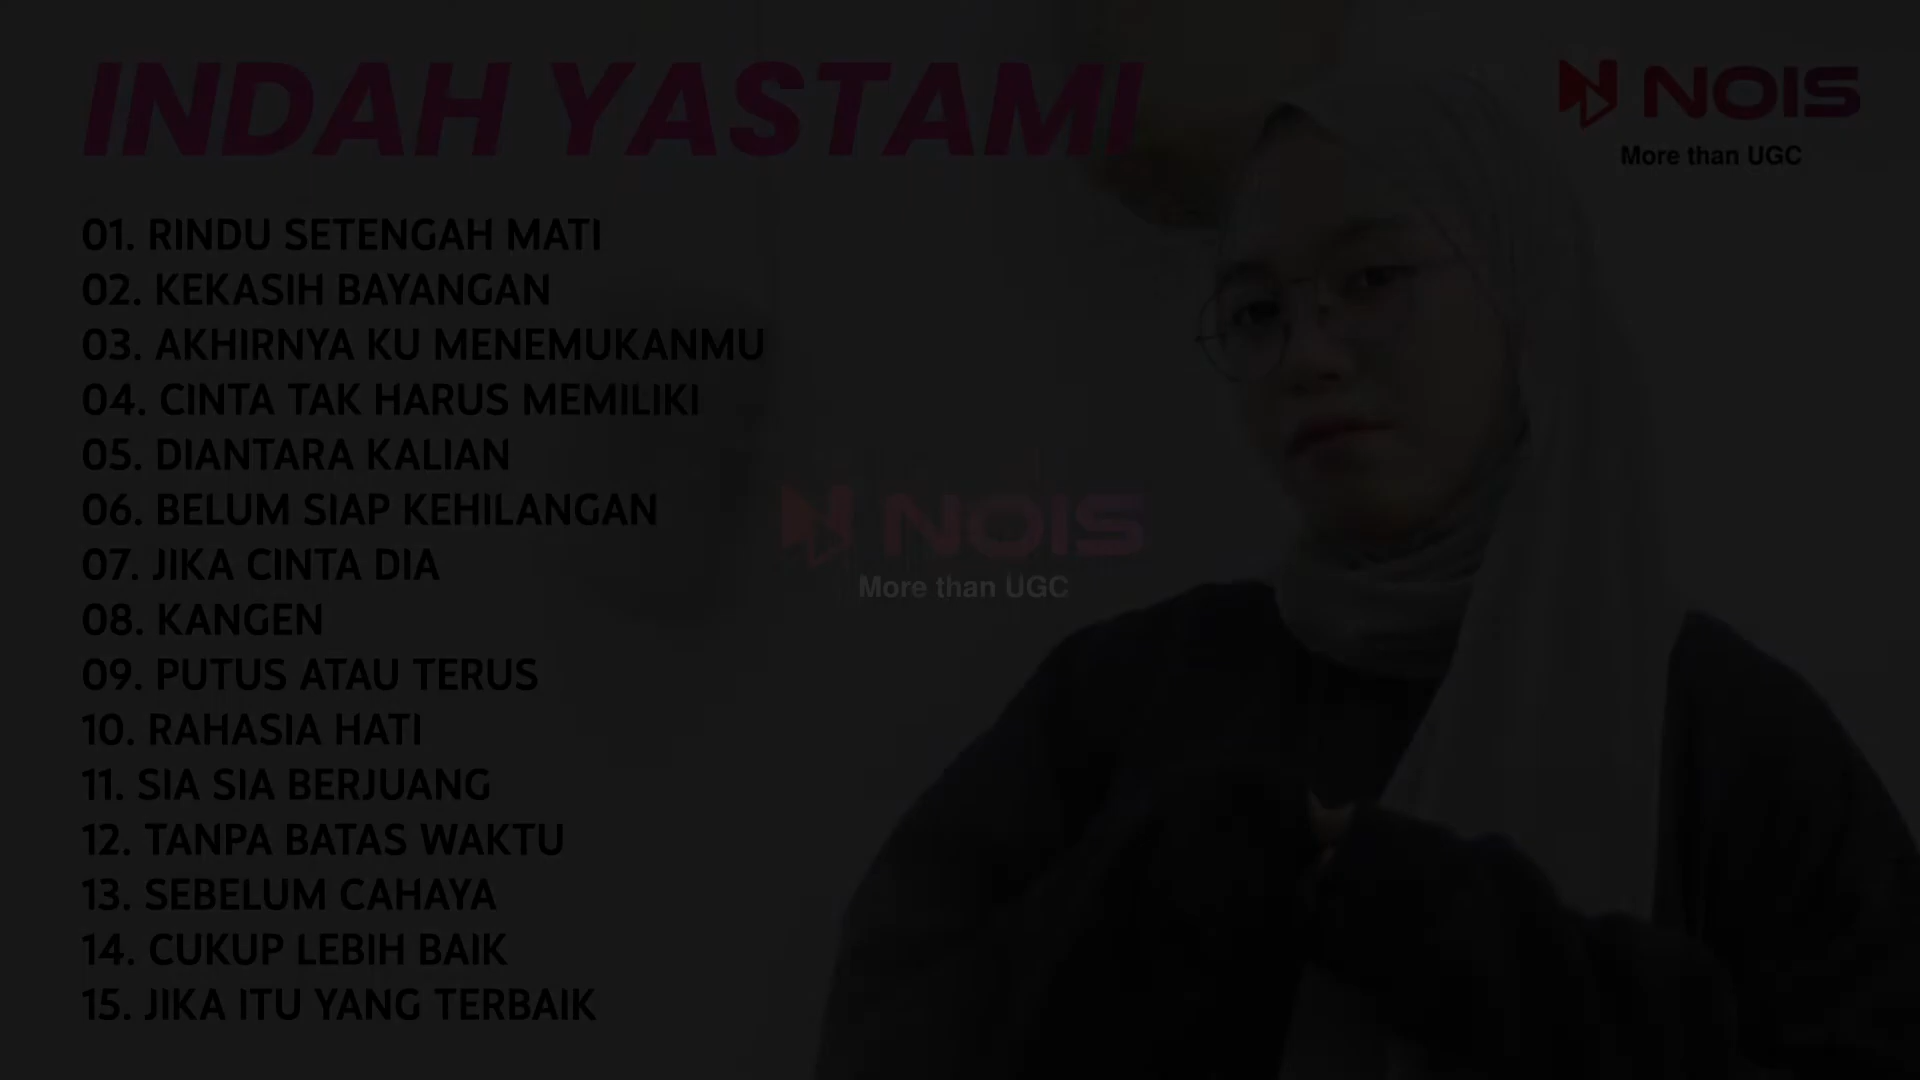 INDAH YASTAMI
NOIS
More than UGC
01. RINDU SETENGAH MATI
02. KEKASIH BAYANGAN
03. AKHIRNYA KU MENEMUKANMU
04. CINTA TAK HARUS MEMILIKI
05. DIANTARA KALIAN
06. BELUM SIAP KEHILANGAN
07. JIKA CINTA DIA
08. KANGEN
09. PUTUS ATAU TERUS
10. RAHASIA HATI
11. SIA SIA BERJUANG
12. TANPA BATAS WAKTU
13. SEBELUM CAHAYA
14. CUKUP LEBIH BAIK
15. JIKA ITU YANG TERBAIK
NOIS
More than UGC